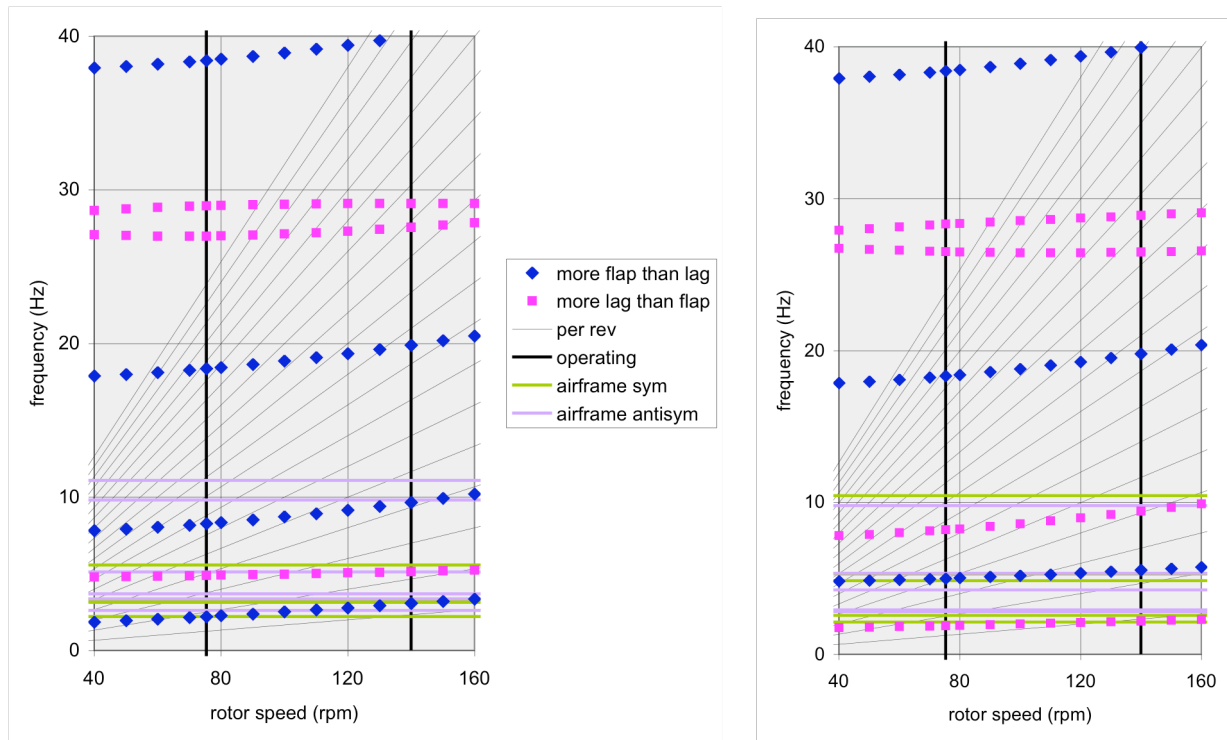 40
30
20
10
0
frequency (Hz)
40
80
120
160
rotor speed (rpm)
more flap than lag
more lag than flap
per rev
operating
airframe sym
airframe antisym
40
30
20
10
0
frequency (Hz)
40
80
120
160
rotor speed (rpm)